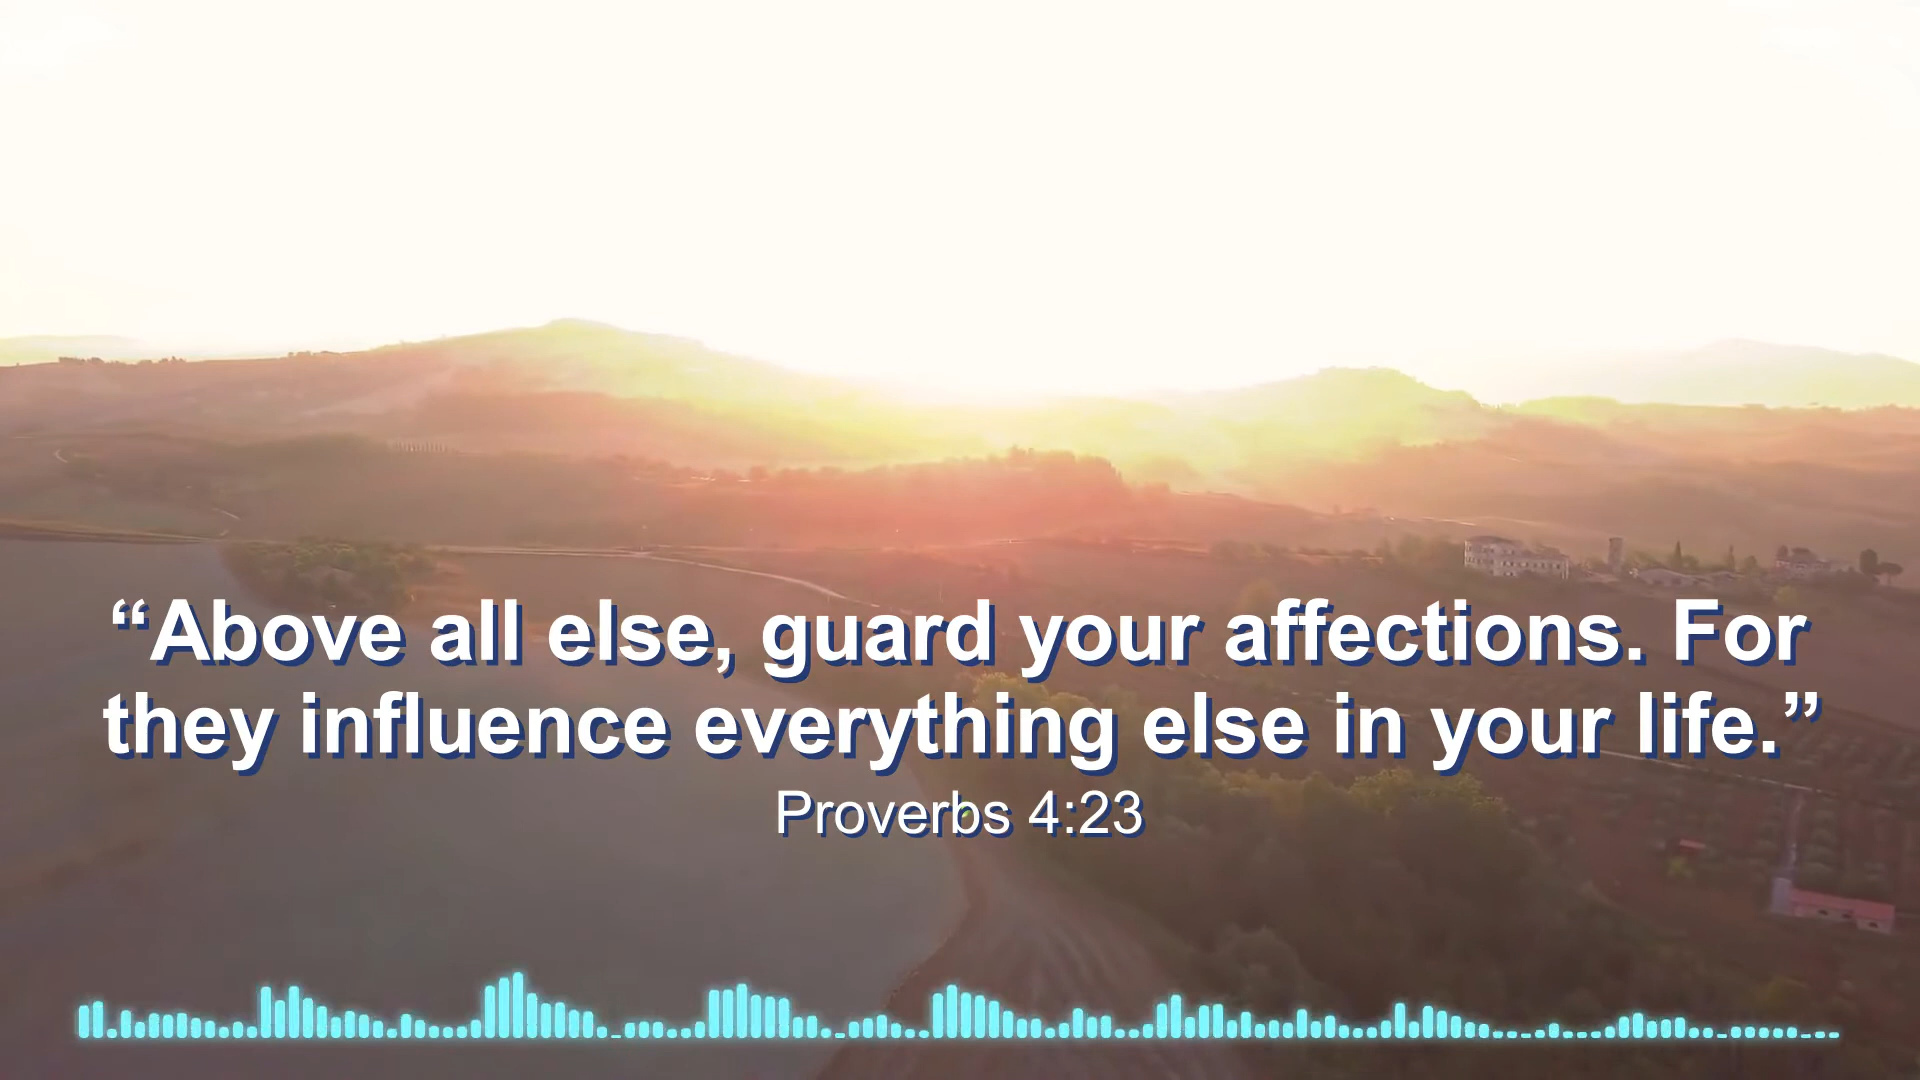 “Above all else, guard your affections. For
they influence everything else in your life.”
Proverbs 4:23